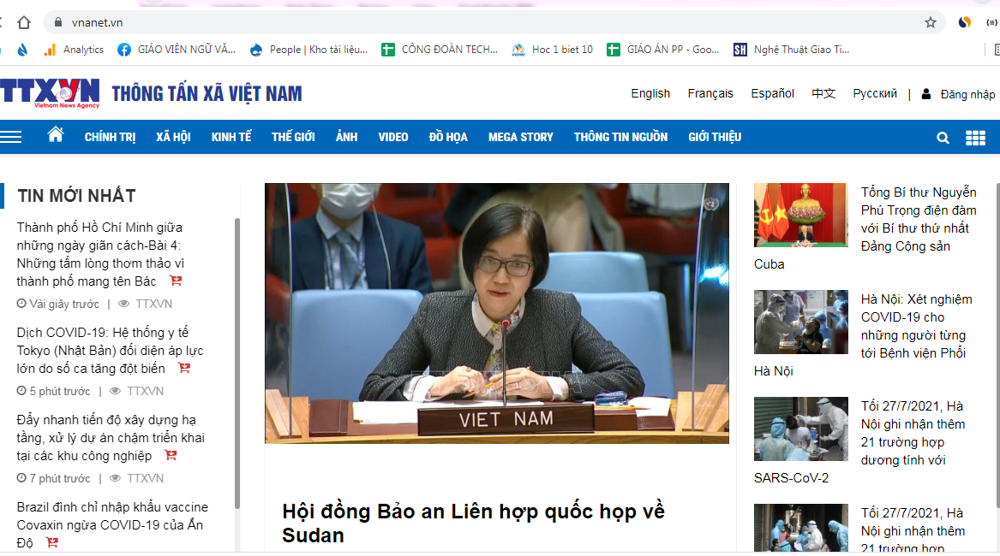 vnanet.vn
Analytics
GIÁO VIÊN NGỮ VĂ...
People | Kho tài liệu...
CÔNG ĐOÀN TECH...
Hoc 1 biet 10
GIÁO ÁN PP - Goo...
SH
Nghệ Thuật Giao Ti...
TTXVN
Vietnam News Agency
THÔNG TẤN XÃ VIỆT NAM
English
Français
Español
中文
Русский
|
Đăng nhập
CHÍNH TRỊ
XÃ HỘI
KINH TẾ
THẾ GIỚI
ẢNH
VIDEO
ĐỒ HỌA
MEGA STORY
THÔNG TIN NGUỒN
GIỚI THIỆU
TIN MỚI NHẤT
Thành phố Hồ Chí Minh giữa
những ngày giãn cách-Bài 4:
Những tấm lòng thơm thảo vì
thành phố mang tên Bác
Vài giây trước | TTXVN
Dịch COVID-19: Hệ thống y tế
Tokyo (Nhật Bản) đối diện áp lực
lớn do số ca tăng đột biến
5 phút trước | TTXVN
Đẩy nhanh tiến độ xây dựng hạ
tầng, xử lý dự án chậm triển khai
tại các khu công nghiệp
7 phút trước | TTXVN
Brazil đình chỉ nhập khẩu vaccine
Covaxin ngừa COVID-19 của Ấn
Độ
VIET NAM
Hội đồng Bảo an Liên hợp quốc họp về
Sudan
Tổng Bí thư Nguyễn
Phú Trọng điện đàm
với Bí thư thứ nhất
Đảng Cộng sản
Cuba
Hà Nội: Xét nghiệm
COVID-19 cho
những người từng
tới Bệnh viện Phổi
Hà Nội
Tối 27/7/2021, Hà
Nội ghi nhận thêm
21 trường hợp
dương tính với
SARS-CoV-2
Tối 27/7/2021, Hà
Nội ghi nhận thêm
21 trường hợp